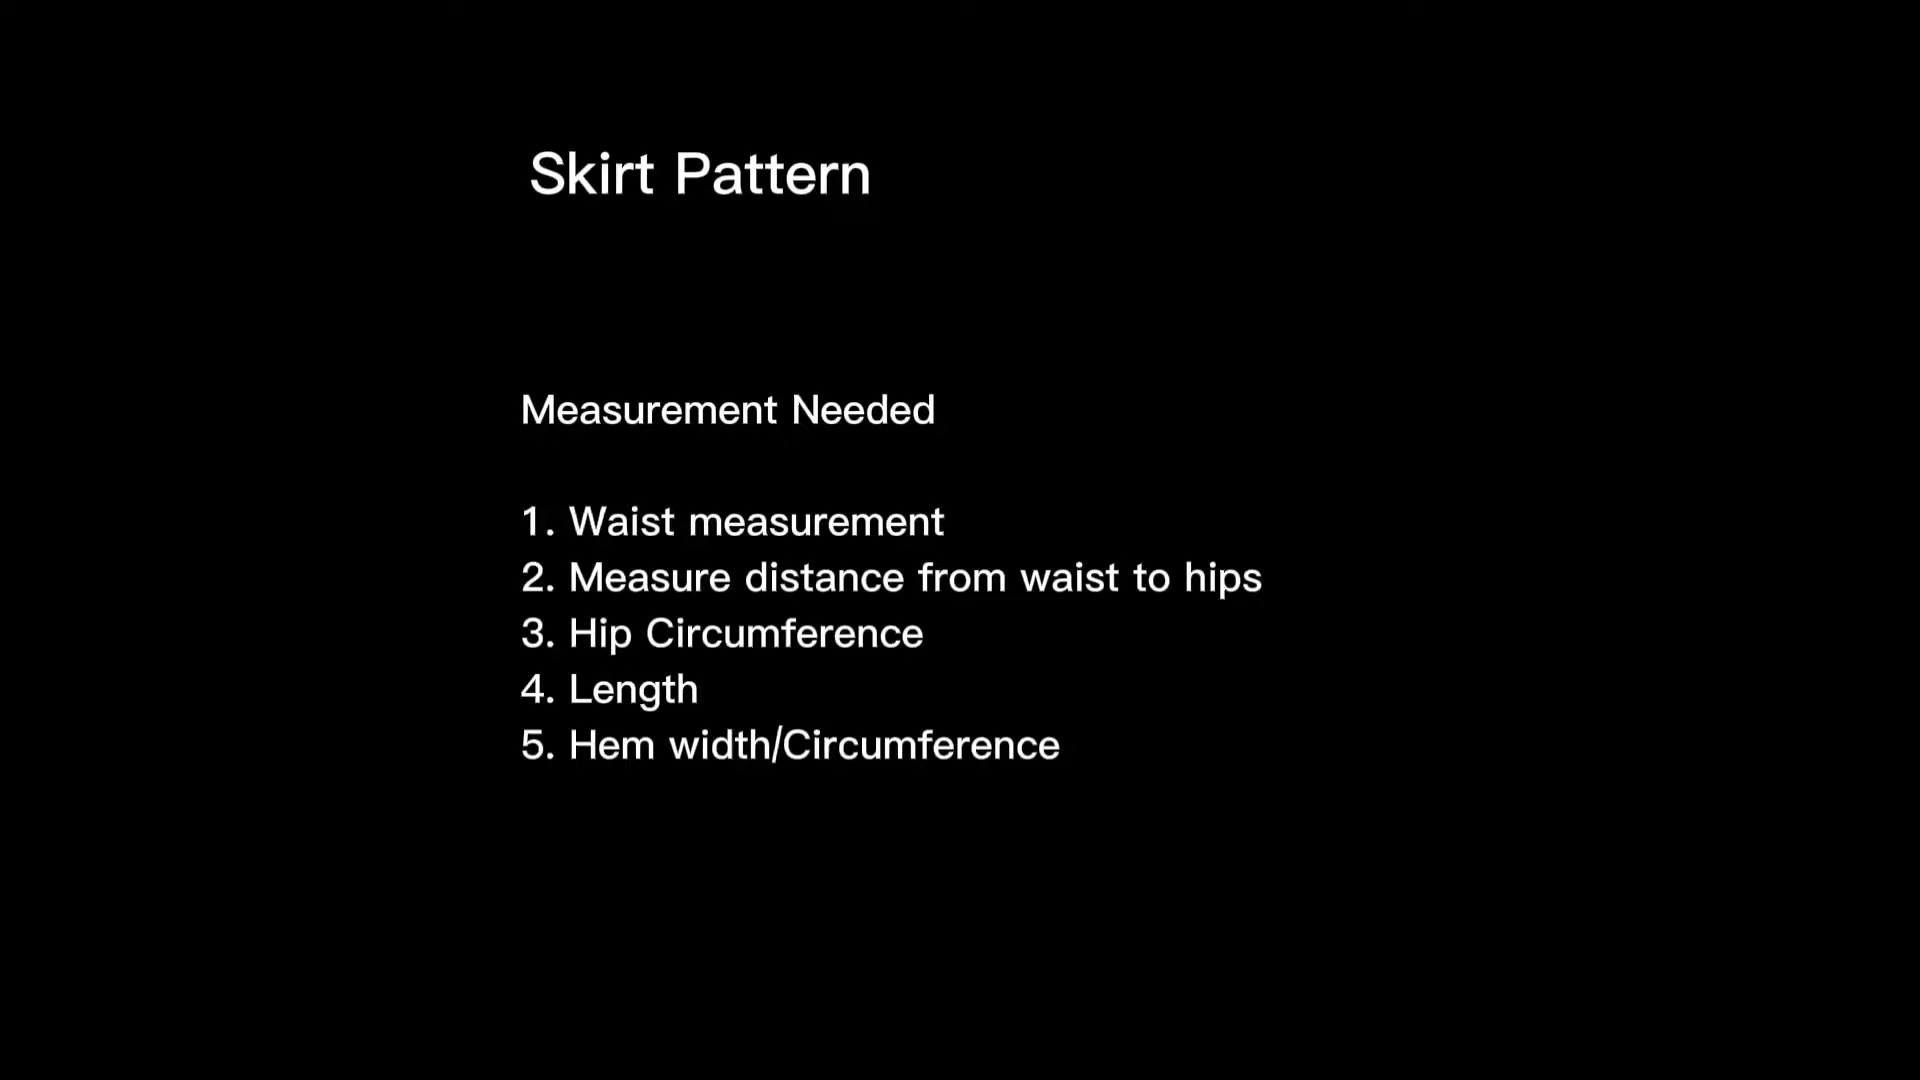 Skirt Pattern
Measurement Needed
1. Waist measurement
2. Measure distance from waist to hips
3. Hip Circumference
4. Length
5. Hem width/Circumference